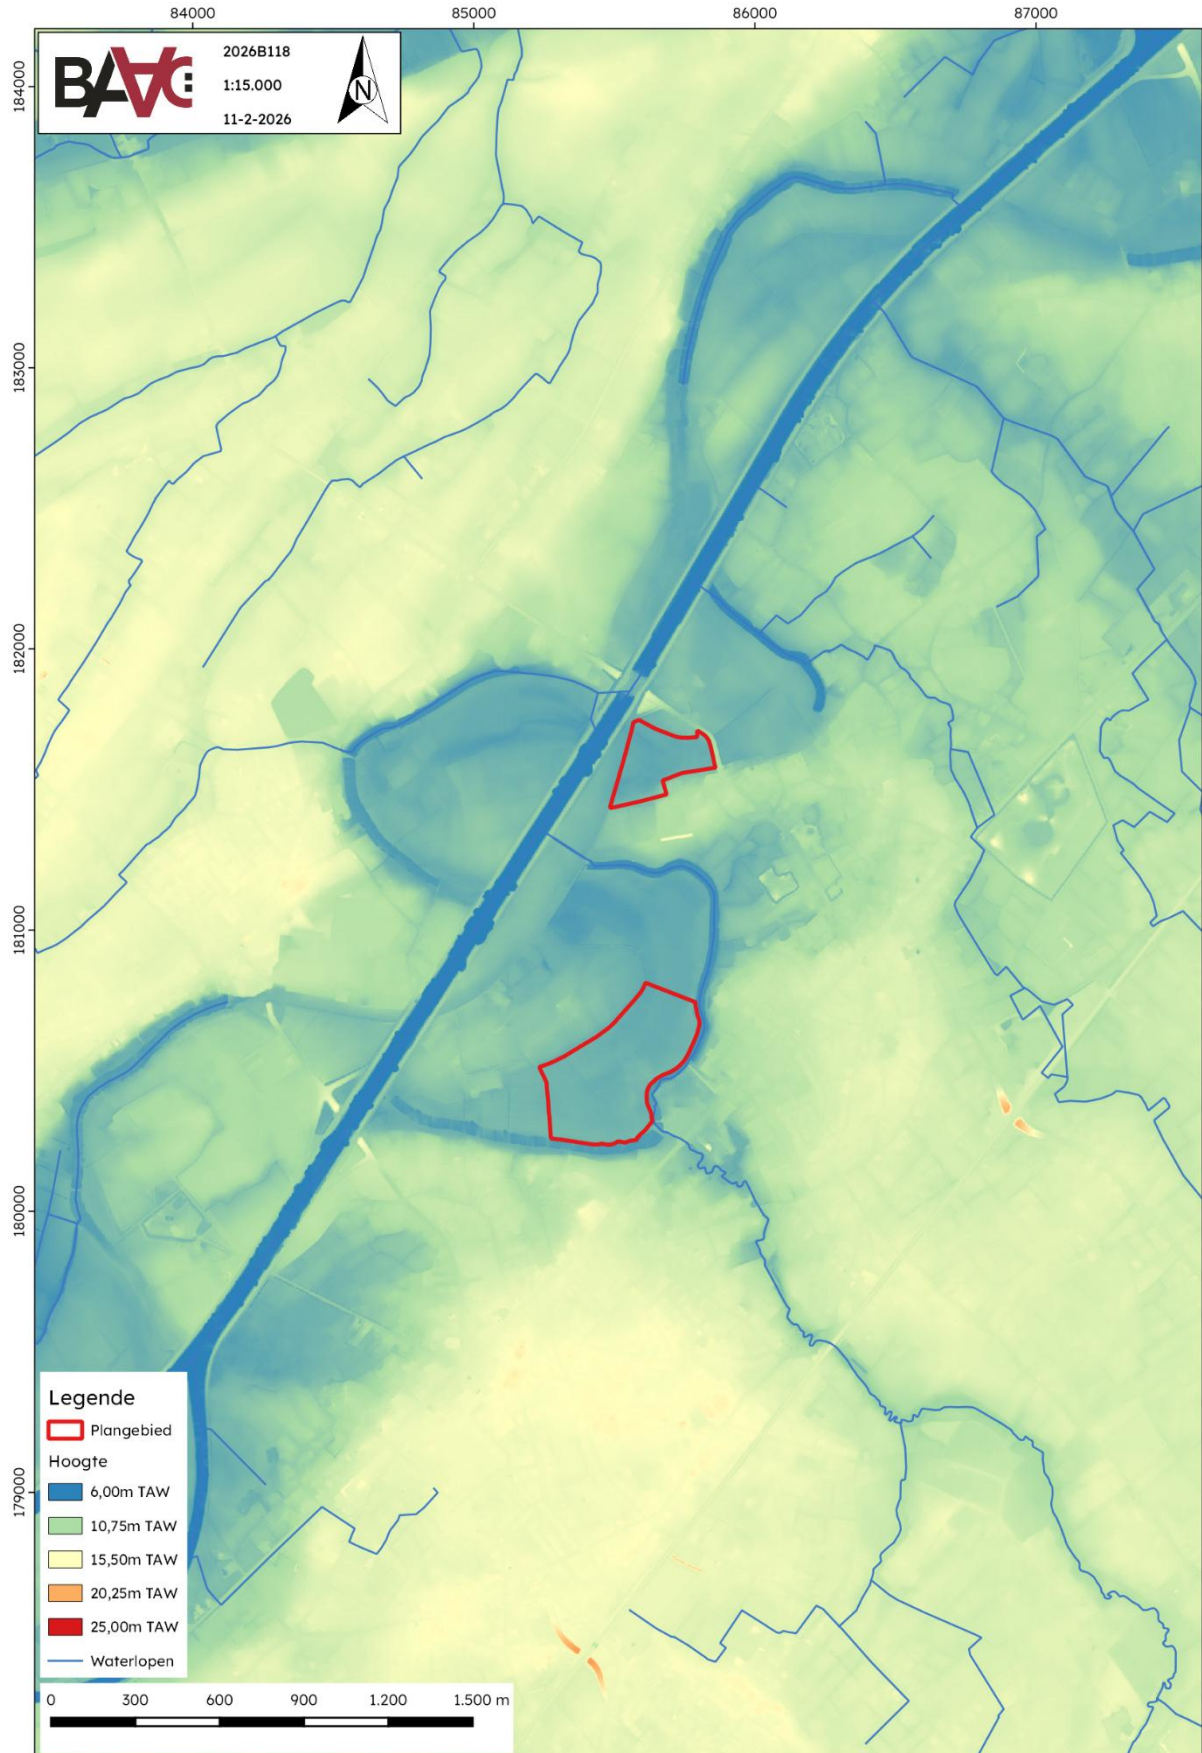 84000 85000 86000 87000
BAAC
2026B118
1:15.000
11-2-2026
N
184000
183000
182000
181000
180000
179000
Legende
Plangebied
Hoogte
6,00m TAW
10,75m TAW
15,50m TAW
20,25m TAW
25,00m TAW
Waterlopen
0 300 600 900 1.200 1.500 m